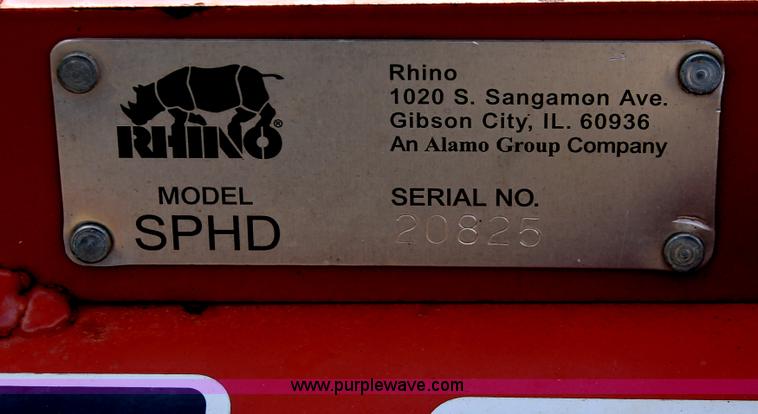 RHINO®
MODEL
SPHD
Rhino
1020 S. Sangamon Ave.
Gibson City, IL. 60936
An Alamo Group Company
SERIAL NO.
20825
www.purplewave.com